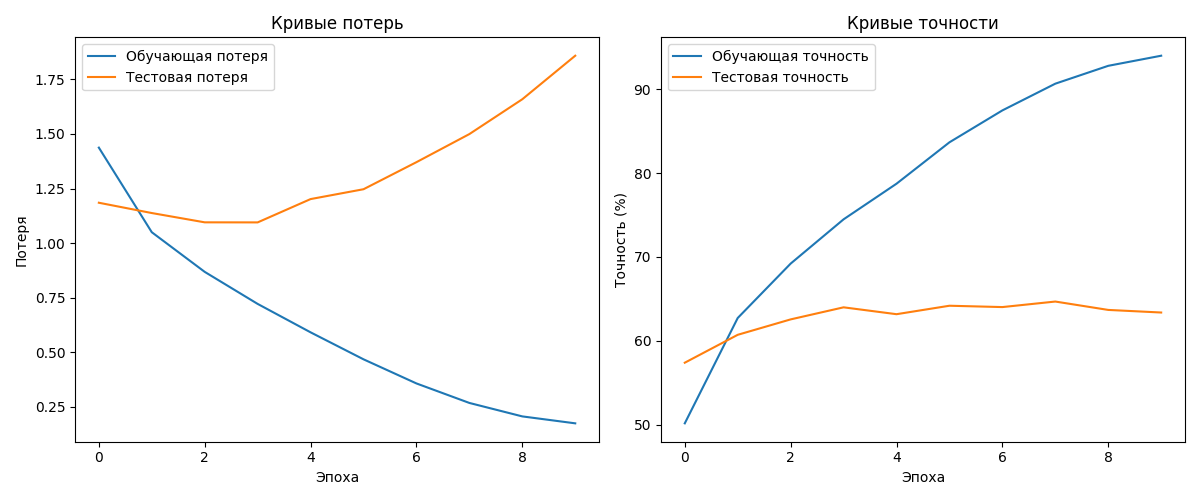 Кривые потерь
Обучающая потеря
Тестовая потеря
1.75
1.50
1.25
1.00
0.75
0.50
0.25
Потеря
0 2 4 6 8
Эпоха
Кривые точности
Обучающая точность
Тестовая точность
90
80
70
60
50
Точность (%)
0 2 4 6 8
Эпоха